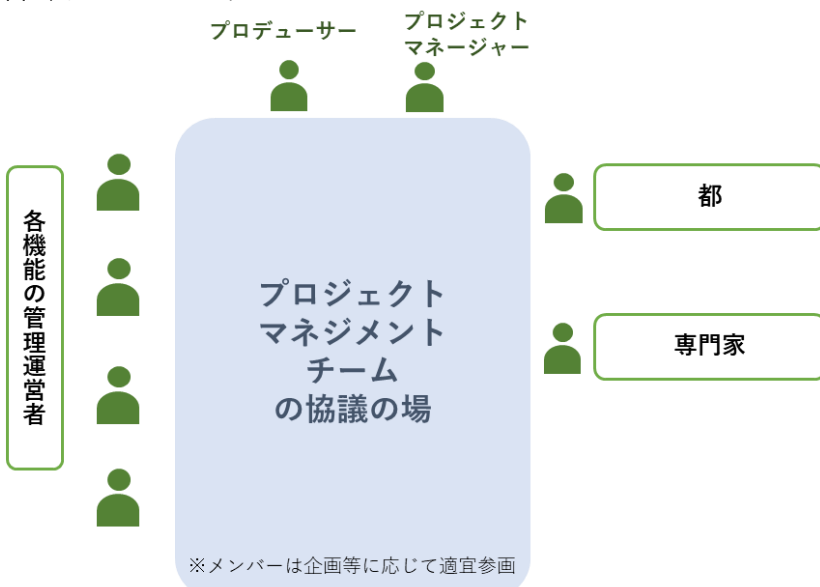 プロデューサー
プロジェクト
マネージャー
各機能の管理運営者
都
専門家
プロジェクト
マネジメント
チーム
の協議の場
※メンバーは企画等に応じて適宜参画